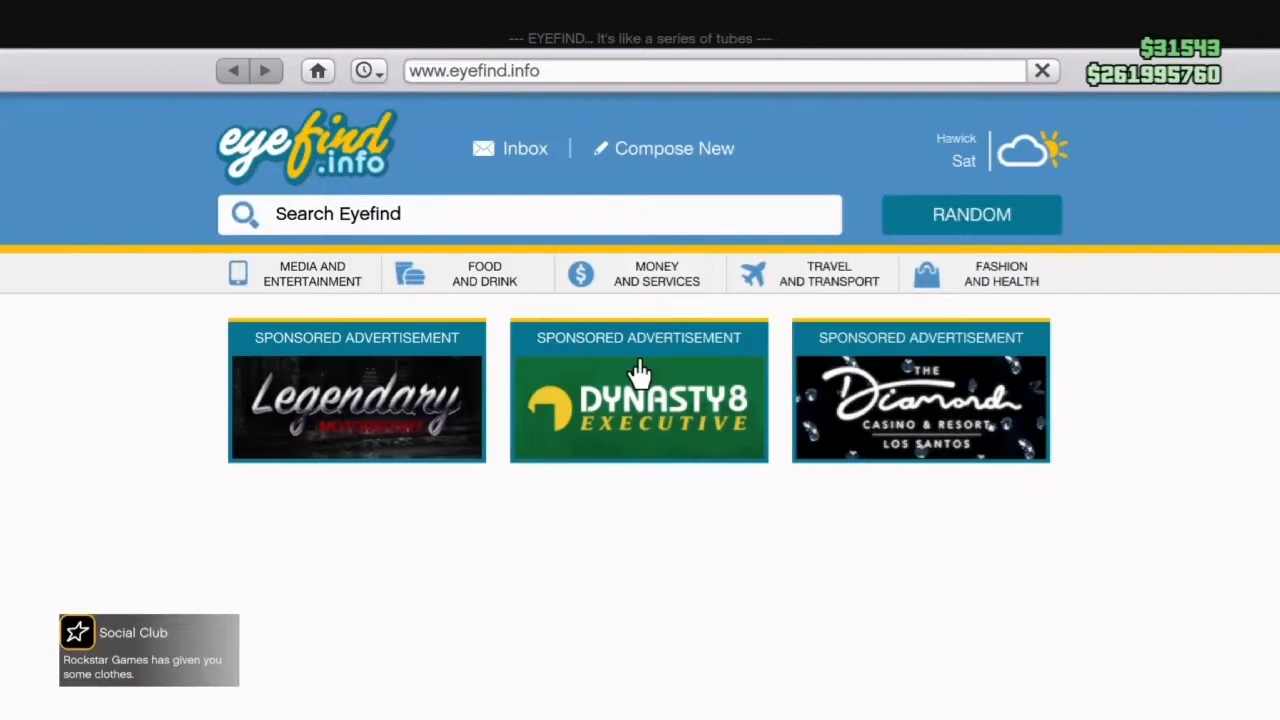 --- EYEFIND... It's like a series of tubes ---
$31543
www.eyefind.info
$261995760
eyefind
.info
Inbox
Compose New
Hawick
Sat
Search Eyefind
RANDOM
MEDIA AND
ENTERTAINMENT
FOOD
AND DRINK
MONEY
AND SERVICES
TRAVEL
AND TRANSPORT
FASHION
AND HEALTH
SPONSORED ADVERTISEMENT
Legendary
MOTORSPORT
SPONSORED ADVERTISEMENT
DYNASTY8
EXECUTIVE
SPONSORED ADVERTISEMENT
THE
Diamond
CASINO & RESORT
LOS SANTOS
Social Club
Rockstar Games has given you
some clothes.